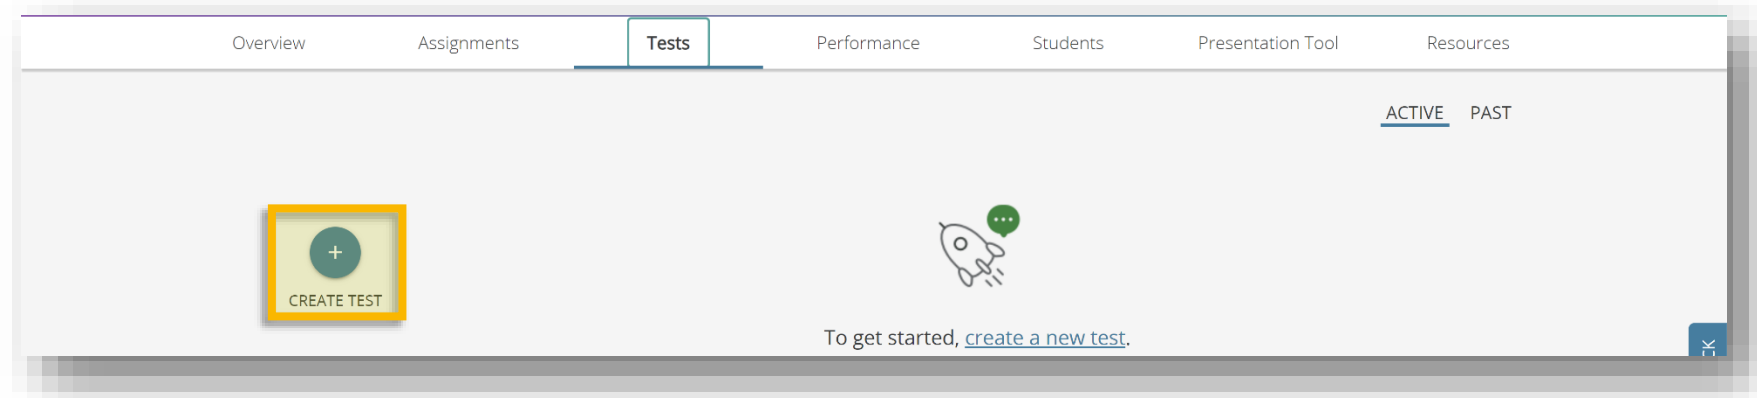 Overview Assignments Tests Performance Students Presentation Tool Resources
ACTIVE PAST
+
CREATE TEST
To get started, create a new test.